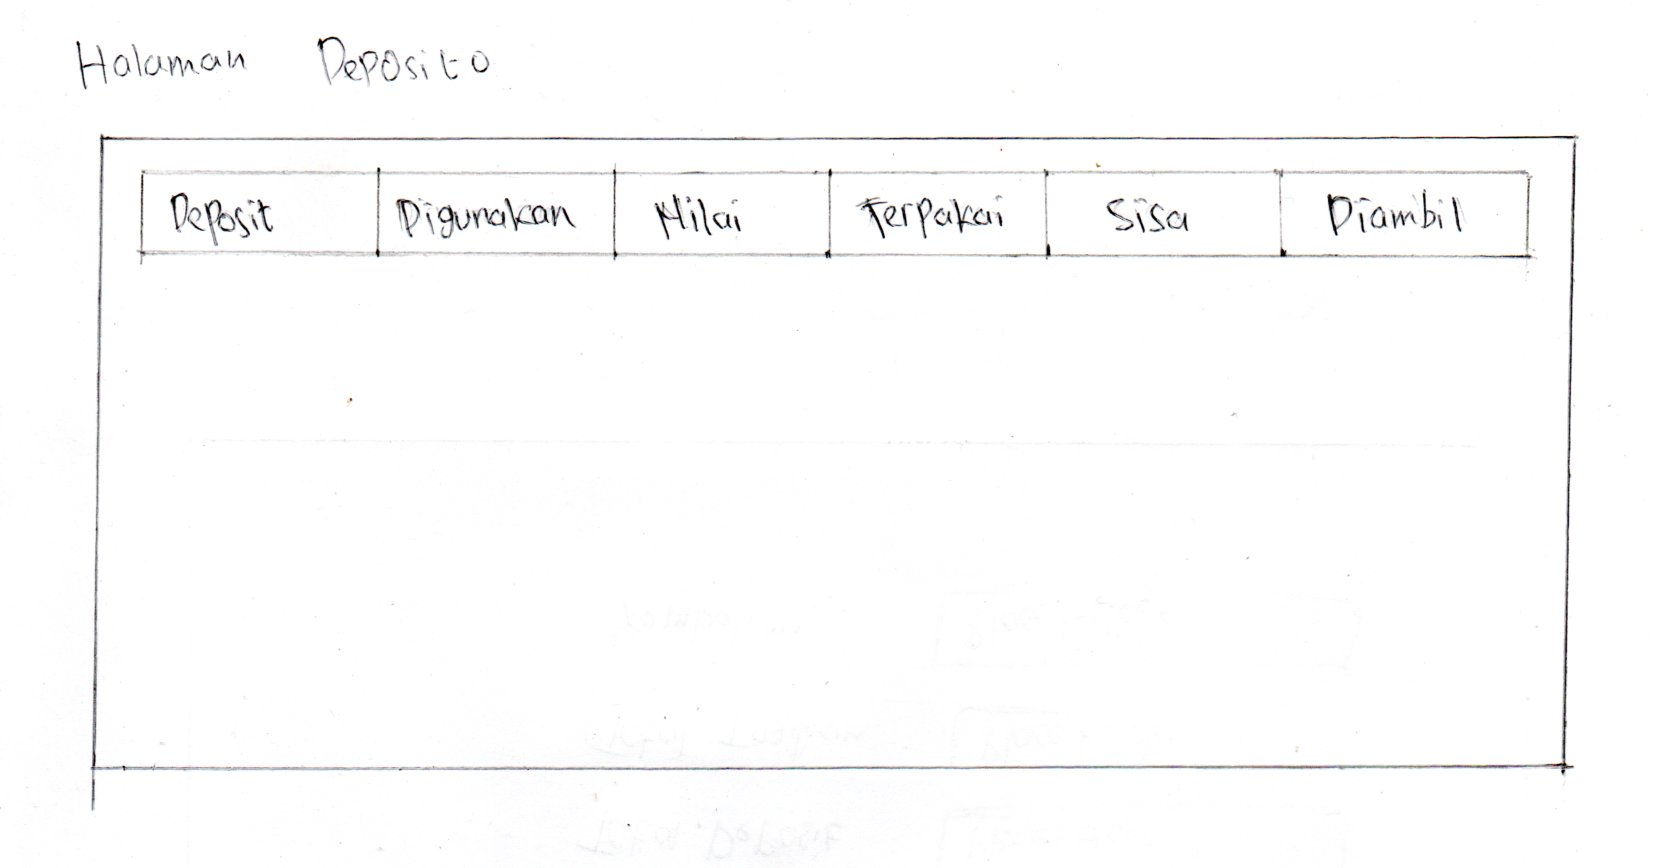 Halaman Deposito
Deposit Digunakan Nilai Terpakai Sisa Diambil